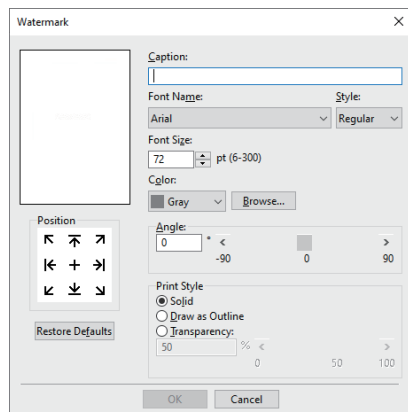 Watermark
Caption:
Font Name:
Style:
Arial
Regular
Font Size:
72
pt (6-300)
Color:
Gray
Browse...
Position
Angle:
0 °
-90 0 90
Print Style
Solid
Draw as Outline
Transparency:
50 %
0 50 100
Restore Defaults
OK
Cancel